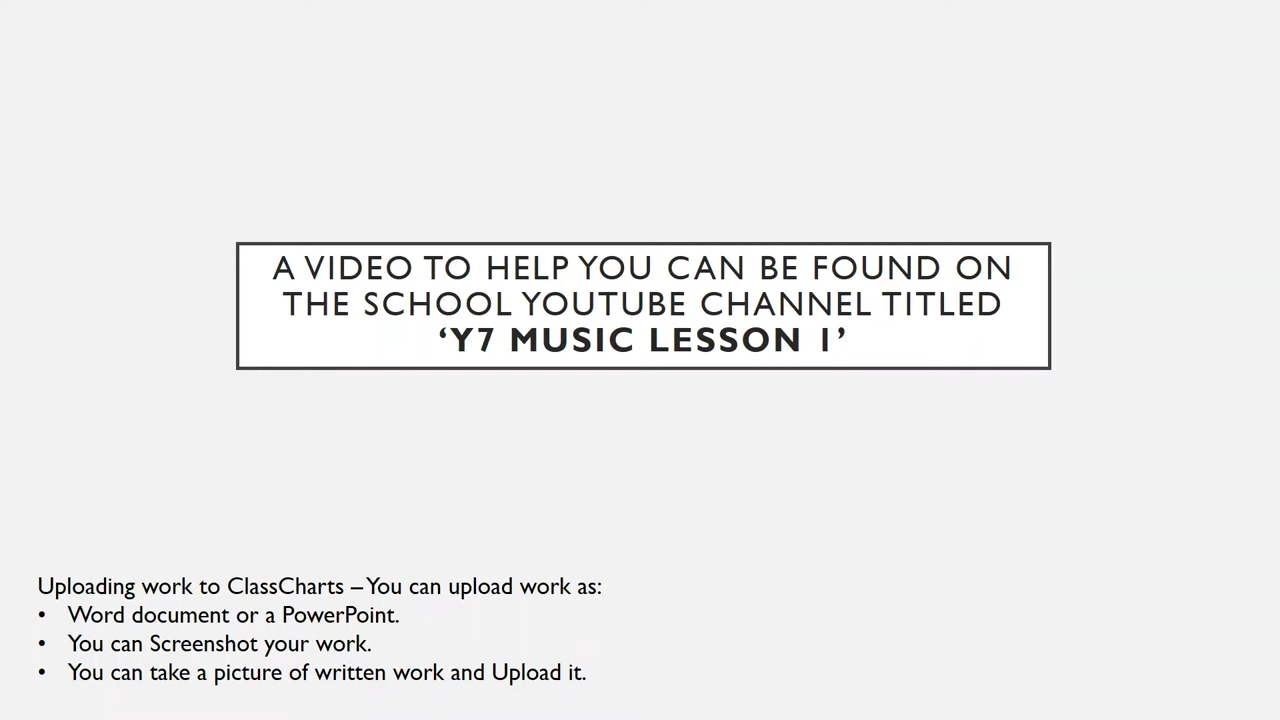 A VIDEO TO HELP YOU CAN BE FOUND ON
THE SCHOOL YOUTUBE CHANNEL TITLED
‘Y7 MUSIC LESSON 1’
Uploading work to ClassCharts – You can upload work as:
• Word document or a PowerPoint.
• You can Screenshot your work.
• You can take a picture of written work and Upload it.